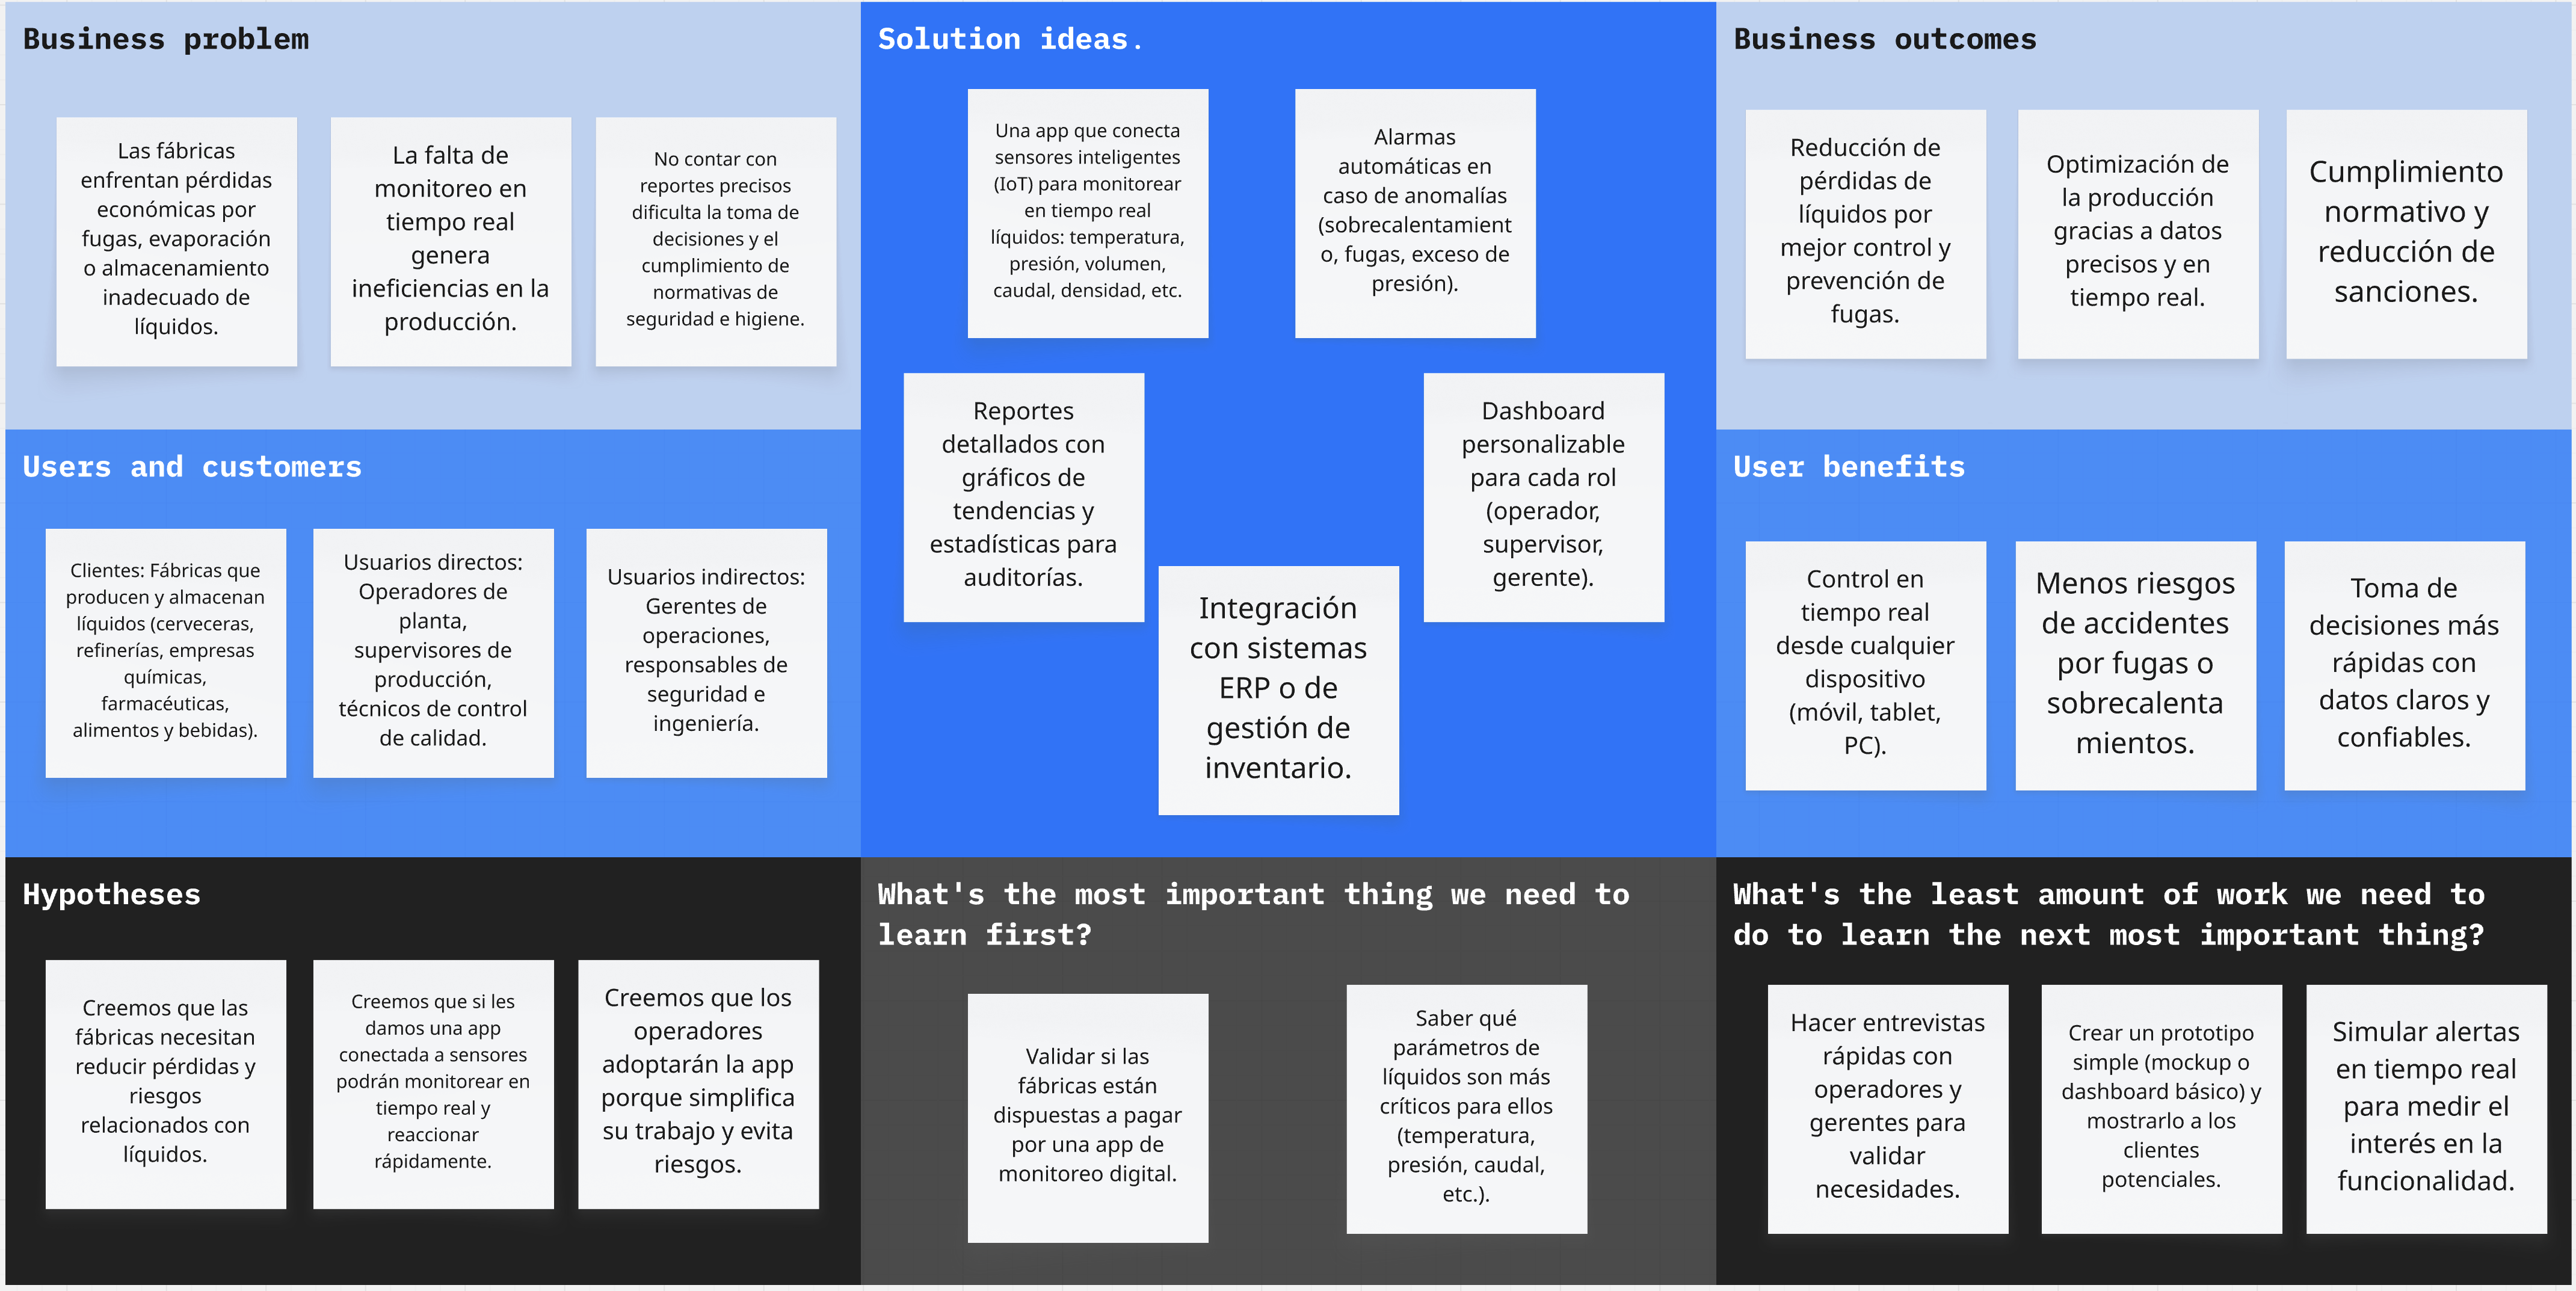 Business problem
Las fábricas
enfrentan pérdidas
económicas por
fugas, evaporación
o almacenamiento
inadecuado de
líquidos.
La falta de
monitoreo en
tiempo real
genera
ineficiencias en la
producción.
No contar con
reportes precisos
dificulta la toma de
decisiones y el
cumplimiento de
normativas de
seguridad e higiene.
Solution ideas.
Una app que conecta
sensores inteligentes
(IoT) para monitorear
en tiempo real
líquidos: temperatura,
presión, volumen,
caudal, densidad, etc.
Alarmas
automáticas en
caso de anomalías
(sobrecalentamient
o, fugas, exceso de
presión).
Reportes
detallados con
gráficos de
tendencias y
estadísticas para
auditorías.
Dashboard
personalizable
para cada rol
(operador,
supervisor,
gerente).
Integración
con sistemas
ERP o de
gestión de
inventario.
Business outcomes
Reducción de
pérdidas de
líquidos por
mejor control y
prevención de
fugas.
Optimización de
la producción
gracias a datos
precisos y en
tiempo real.
Cumplimiento
normativo y
reducción de
sanciones.
Users and customers
Clientes: Fábricas que
producen y almacenan
líquidos (cerveceras,
refinerías, empresas
químicas,
farmacéuticas,
alimentos y bebidas).
Usuarios directos:
Operadores de
planta,
supervisores de
producción,
técnicos de control
de calidad.
Usuarios indirectos:
Gerentes de
operaciones,
responsables de
seguridad e
ingeniería.
User benefits
Control en
tiempo real
desde cualquier
dispositivo
(móvil, tablet,
PC).
Menos riesgos
de accidentes
por fugas o
sobrecalenta
mientos.
Toma de
decisiones más
rápidas con
datos claros y
confiables.
Hypotheses
Creemos que las
fábricas necesitan
reducir pérdidas y
riesgos
relacionados con
líquidos.
Creemos que si les
damos una app
conectada a sensores
podrán monitorear en
tiempo real y
reaccionar
rápidamente.
Creemos que los
operadores
adoptarán la app
porque simplifica
su trabajo y evita
riesgos.
What's the most important thing we need to
learn first?
Validar si las
fábricas están
dispuestas a pagar
por una app de
monitoreo digital.
Saber qué
parámetros de
líquidos son más
críticos para ellos
(temperatura,
presión, caudal,
etc.).
What's the least amount of work we need to
do to learn the next most important thing?
Hacer entrevistas
rápidas con
operadores y
gerentes para
validar
necesidades.
Crear un prototipo
simple (mockup o
dashboard básico) y
mostrarlo a los
clientes
potenciales.
Simular alertas
en tiempo real
para medir el
interés en la
funcionalidad.